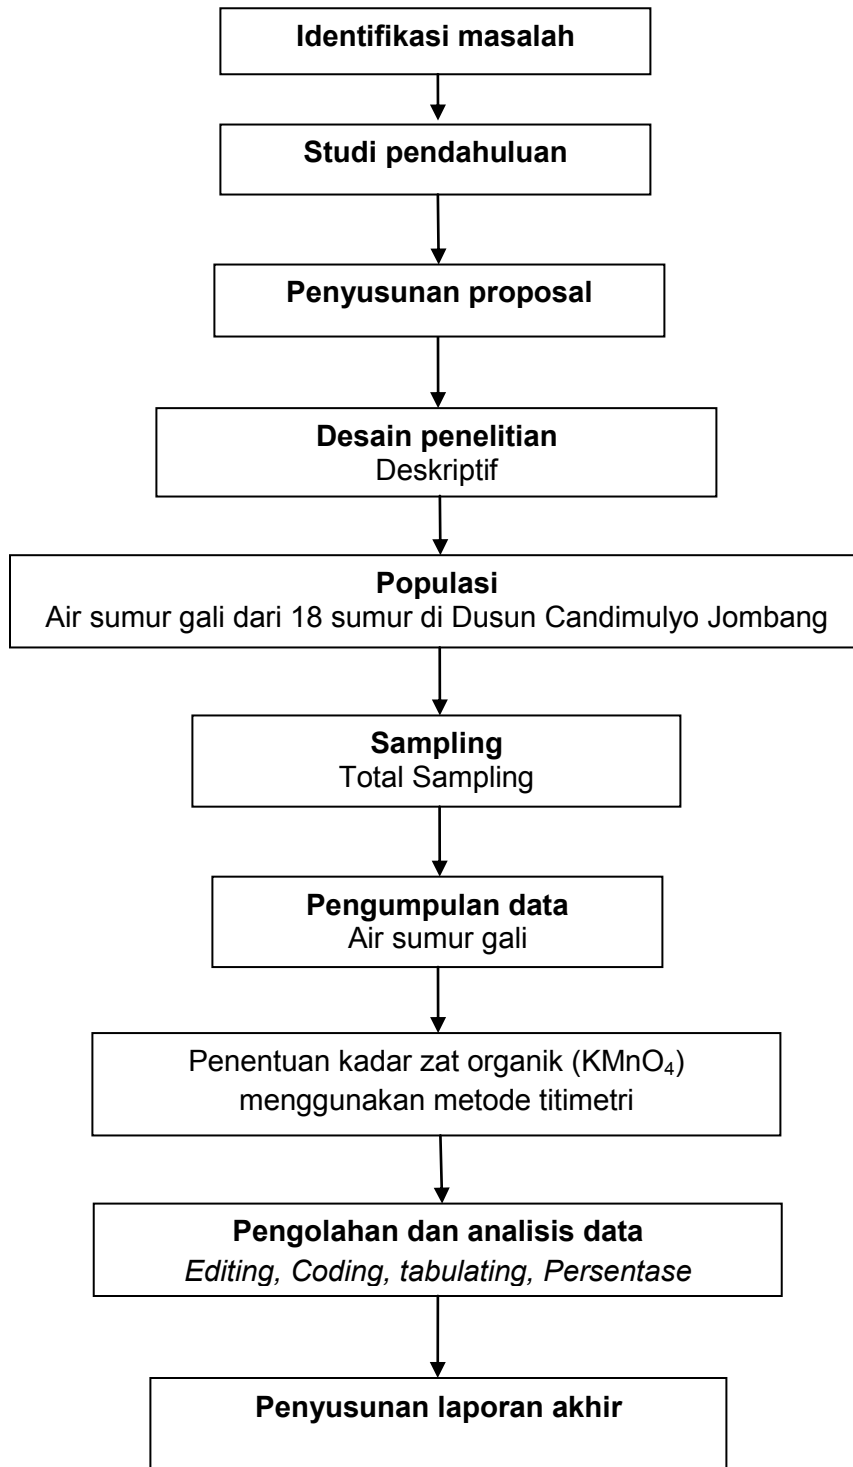 Identifikasi masalah
Studi pendahuluan
Penyusunan proposal
Desain penelitian
Deskriptif
Populasi
Air sumur gali dari 18 sumur di Dusun Candimulyo Jombang
Sampling
Total Sampling
Pengumpulan data
Air sumur gali
Penentuan kadar zat organik (KMnO₄)
menggunakan metode titimetri
Pengolahan dan analisis data
Editing, Coding, tabulating, Persentase
Penyusunan laporan akhir